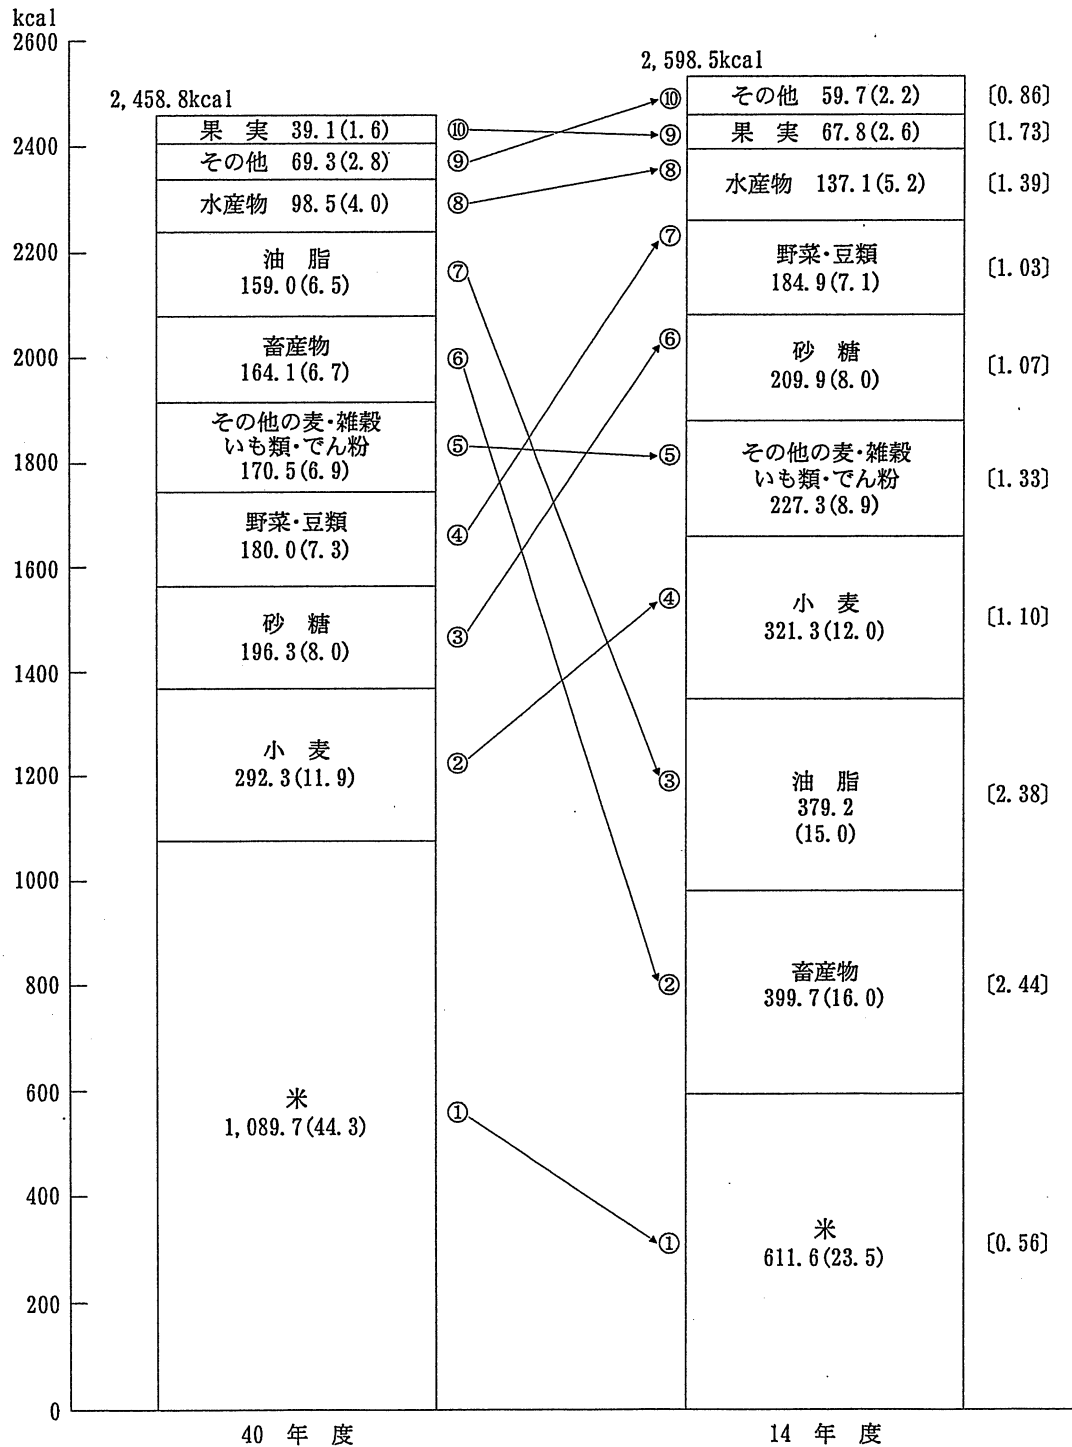 kcal
2600
2400
2200
2000
1800
1600
1400
1200
1000
800
600
400
200
0
2,458.8kcal
果　実　39.1(1.6)
その他　69.3(2.8)
水産物　98.5(4.0)
油　脂
159.0(6.5)
畜産物
164.1(6.7)
その他の麦・雑穀
いも類・でん粉
170.5(6.9)
野菜・豆類
180.0(7.3)
砂　糖
196.3(8.0)
小　麦
292.3(11.9)
米
1,089.7(44.3)
40　年　度
⑩
⑨
⑧
⑦
⑥
⑤
④
③
②
①
⑩
⑨
⑧
⑦
⑥
⑤
④
③
②
①
2,598.5kcal
その他　59.7(2.2)
果　実　67.8(2.6)
水産物　137.1(5.2)
野菜・豆類
184.9(7.1)
砂　糖
209.9(8.0)
その他の麦・雑穀
いも類・でん粉
227.3(8.9)
小　麦
321.3(12.0)
油　脂
379.2
(15.0)
畜産物
399.7(16.0)
米
611.6(23.5)
14　年　度
〔0.86〕
〔1.73〕
〔1.39〕
〔1.03〕
〔1.07〕
〔1.33〕
〔1.10〕
〔2.38〕
〔2.44〕
〔0.56〕